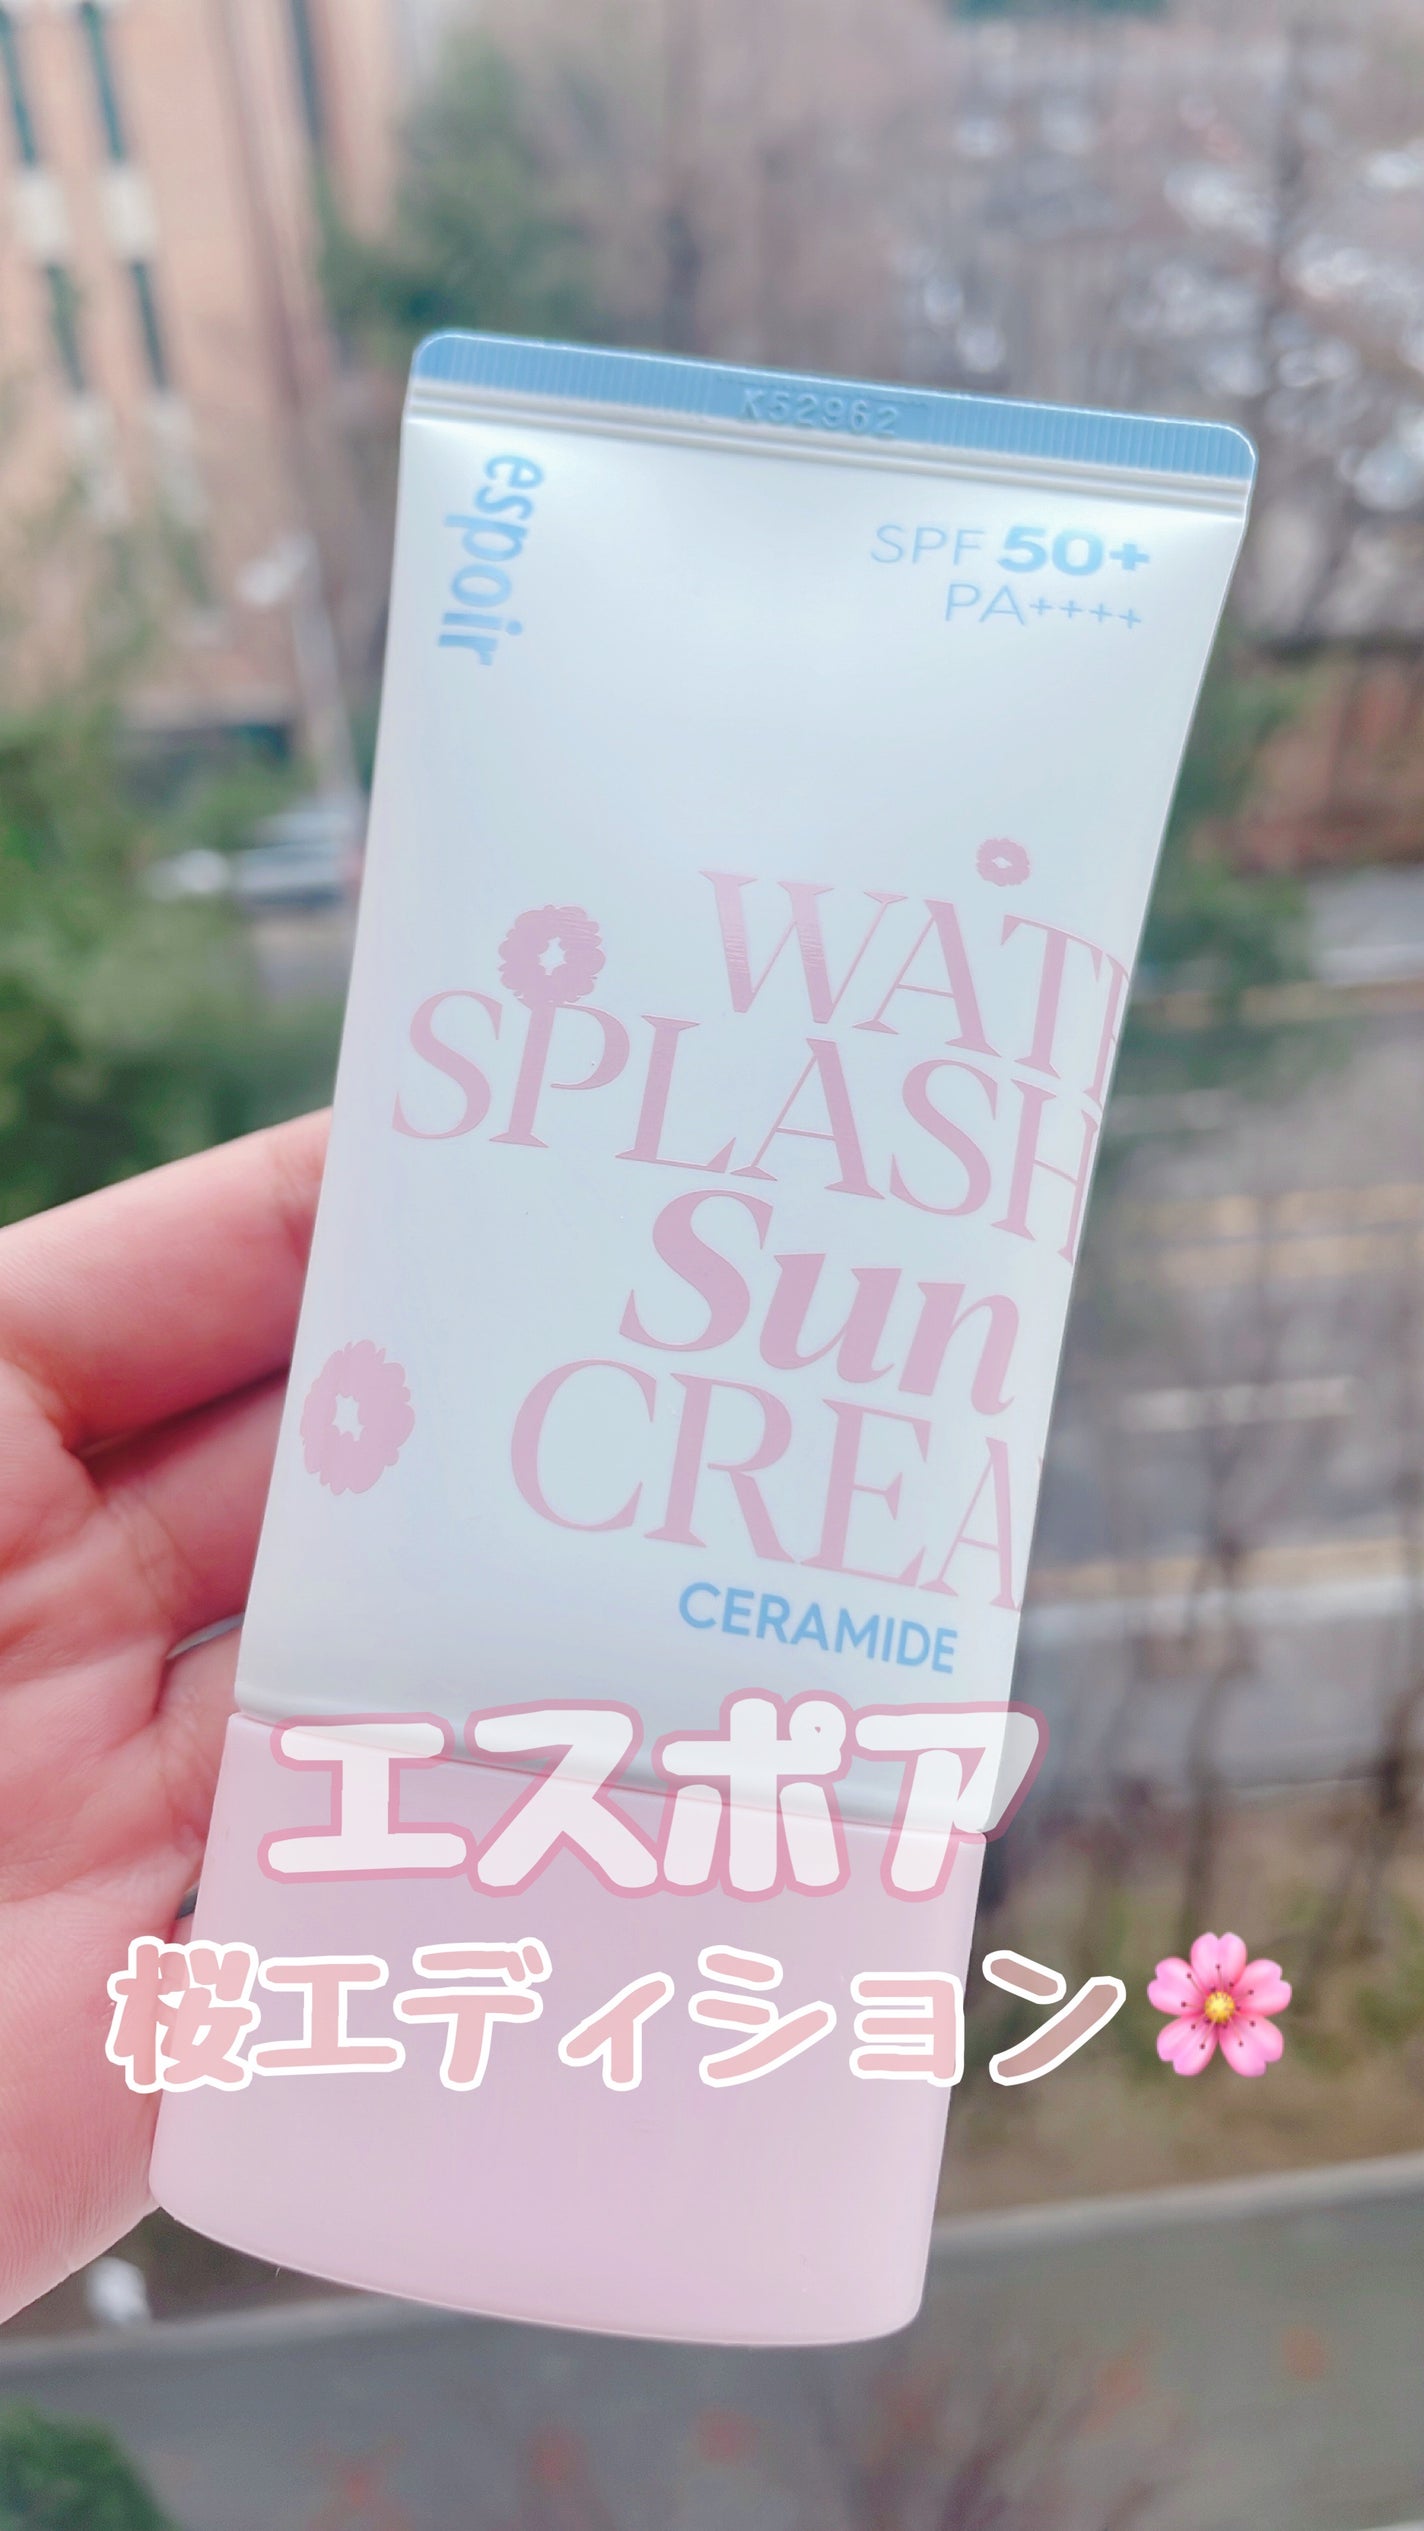 K52962
espoir
SPF 50+
PA++++
WAT
SPLASH
Sun
CREA
CERAMIDE
エスポア
桜エディション🌸